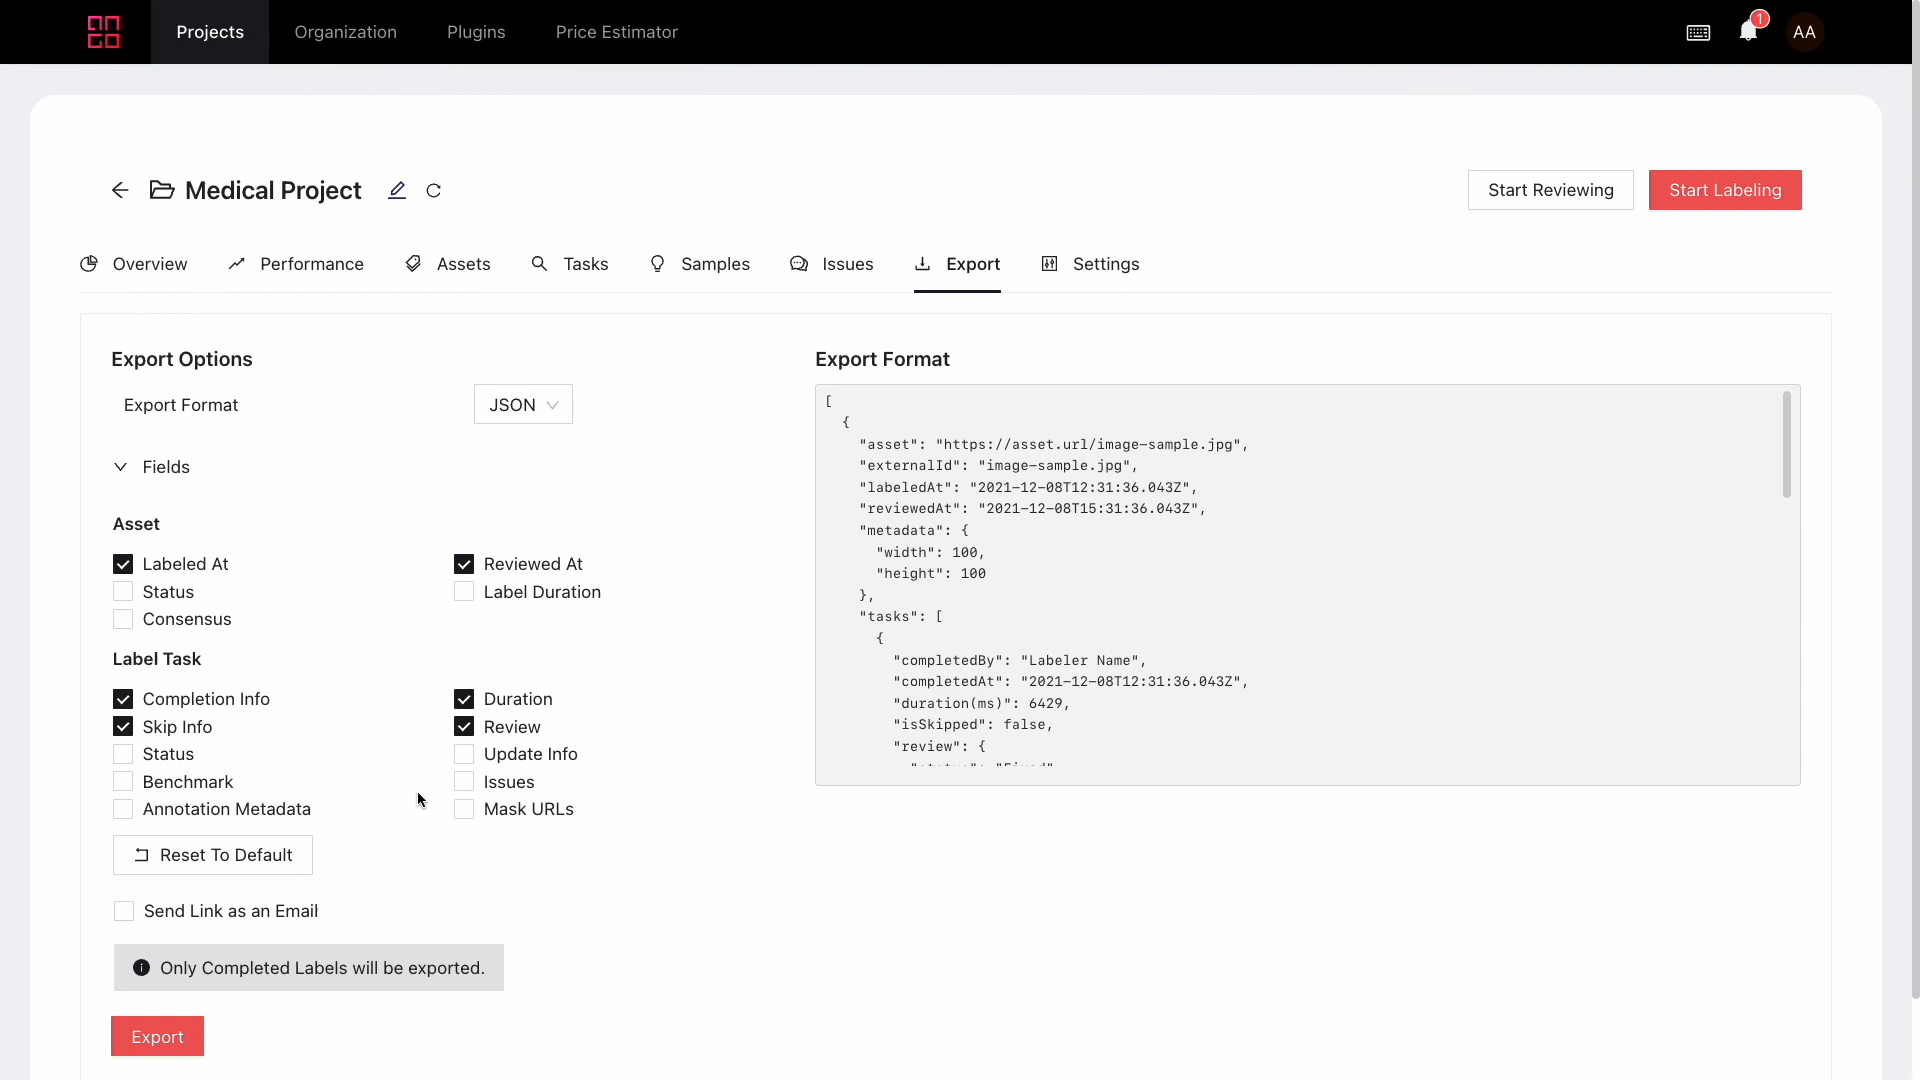 Projects
Organization
Plugins
Price Estimator
1
AA
Medical Project
Start Reviewing
Start Labeling
Overview
Performance
Assets
Tasks
Samples
Issues
Export
Settings
Export Options
Export Format
JSON
Fields
Asset
Labeled At
Reviewed At
Status
Label Duration
Consensus
Label Task
Completion Info
Duration
Skip Info
Review
Status
Update Info
Benchmark
Issues
Annotation Metadata
Mask URLs
Reset To Default
Send Link as an Email
Only Completed Labels will be exported.
Export
Export Format
[
{
"asset": "https://asset.url/image-sample.jpg",
"externalId": "image-sample.jpg",
"labeledAt": "2021-12-08T12:31:36.043Z",
"reviewedAt": "2021-12-08T15:31:36.043Z",
"metadata": {
"width": 100,
"height": 100
},
"tasks": [
{
"completedBy": "Labeler Name",
"completedAt": "2021-12-08T12:31:36.043Z",
"duration(ms)": 6429,
"isSkipped": false,
"review": {